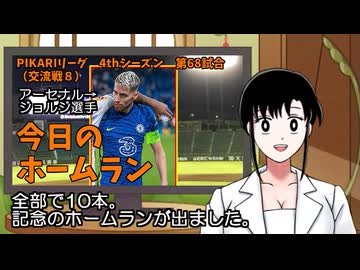 PIKARIリーグ　4thシーズン　第68試合
（交流戦８）
アーセナル→
ジョルジ選手
今日の
ホームラン
全部で10本。
記念のホームランが出ました。